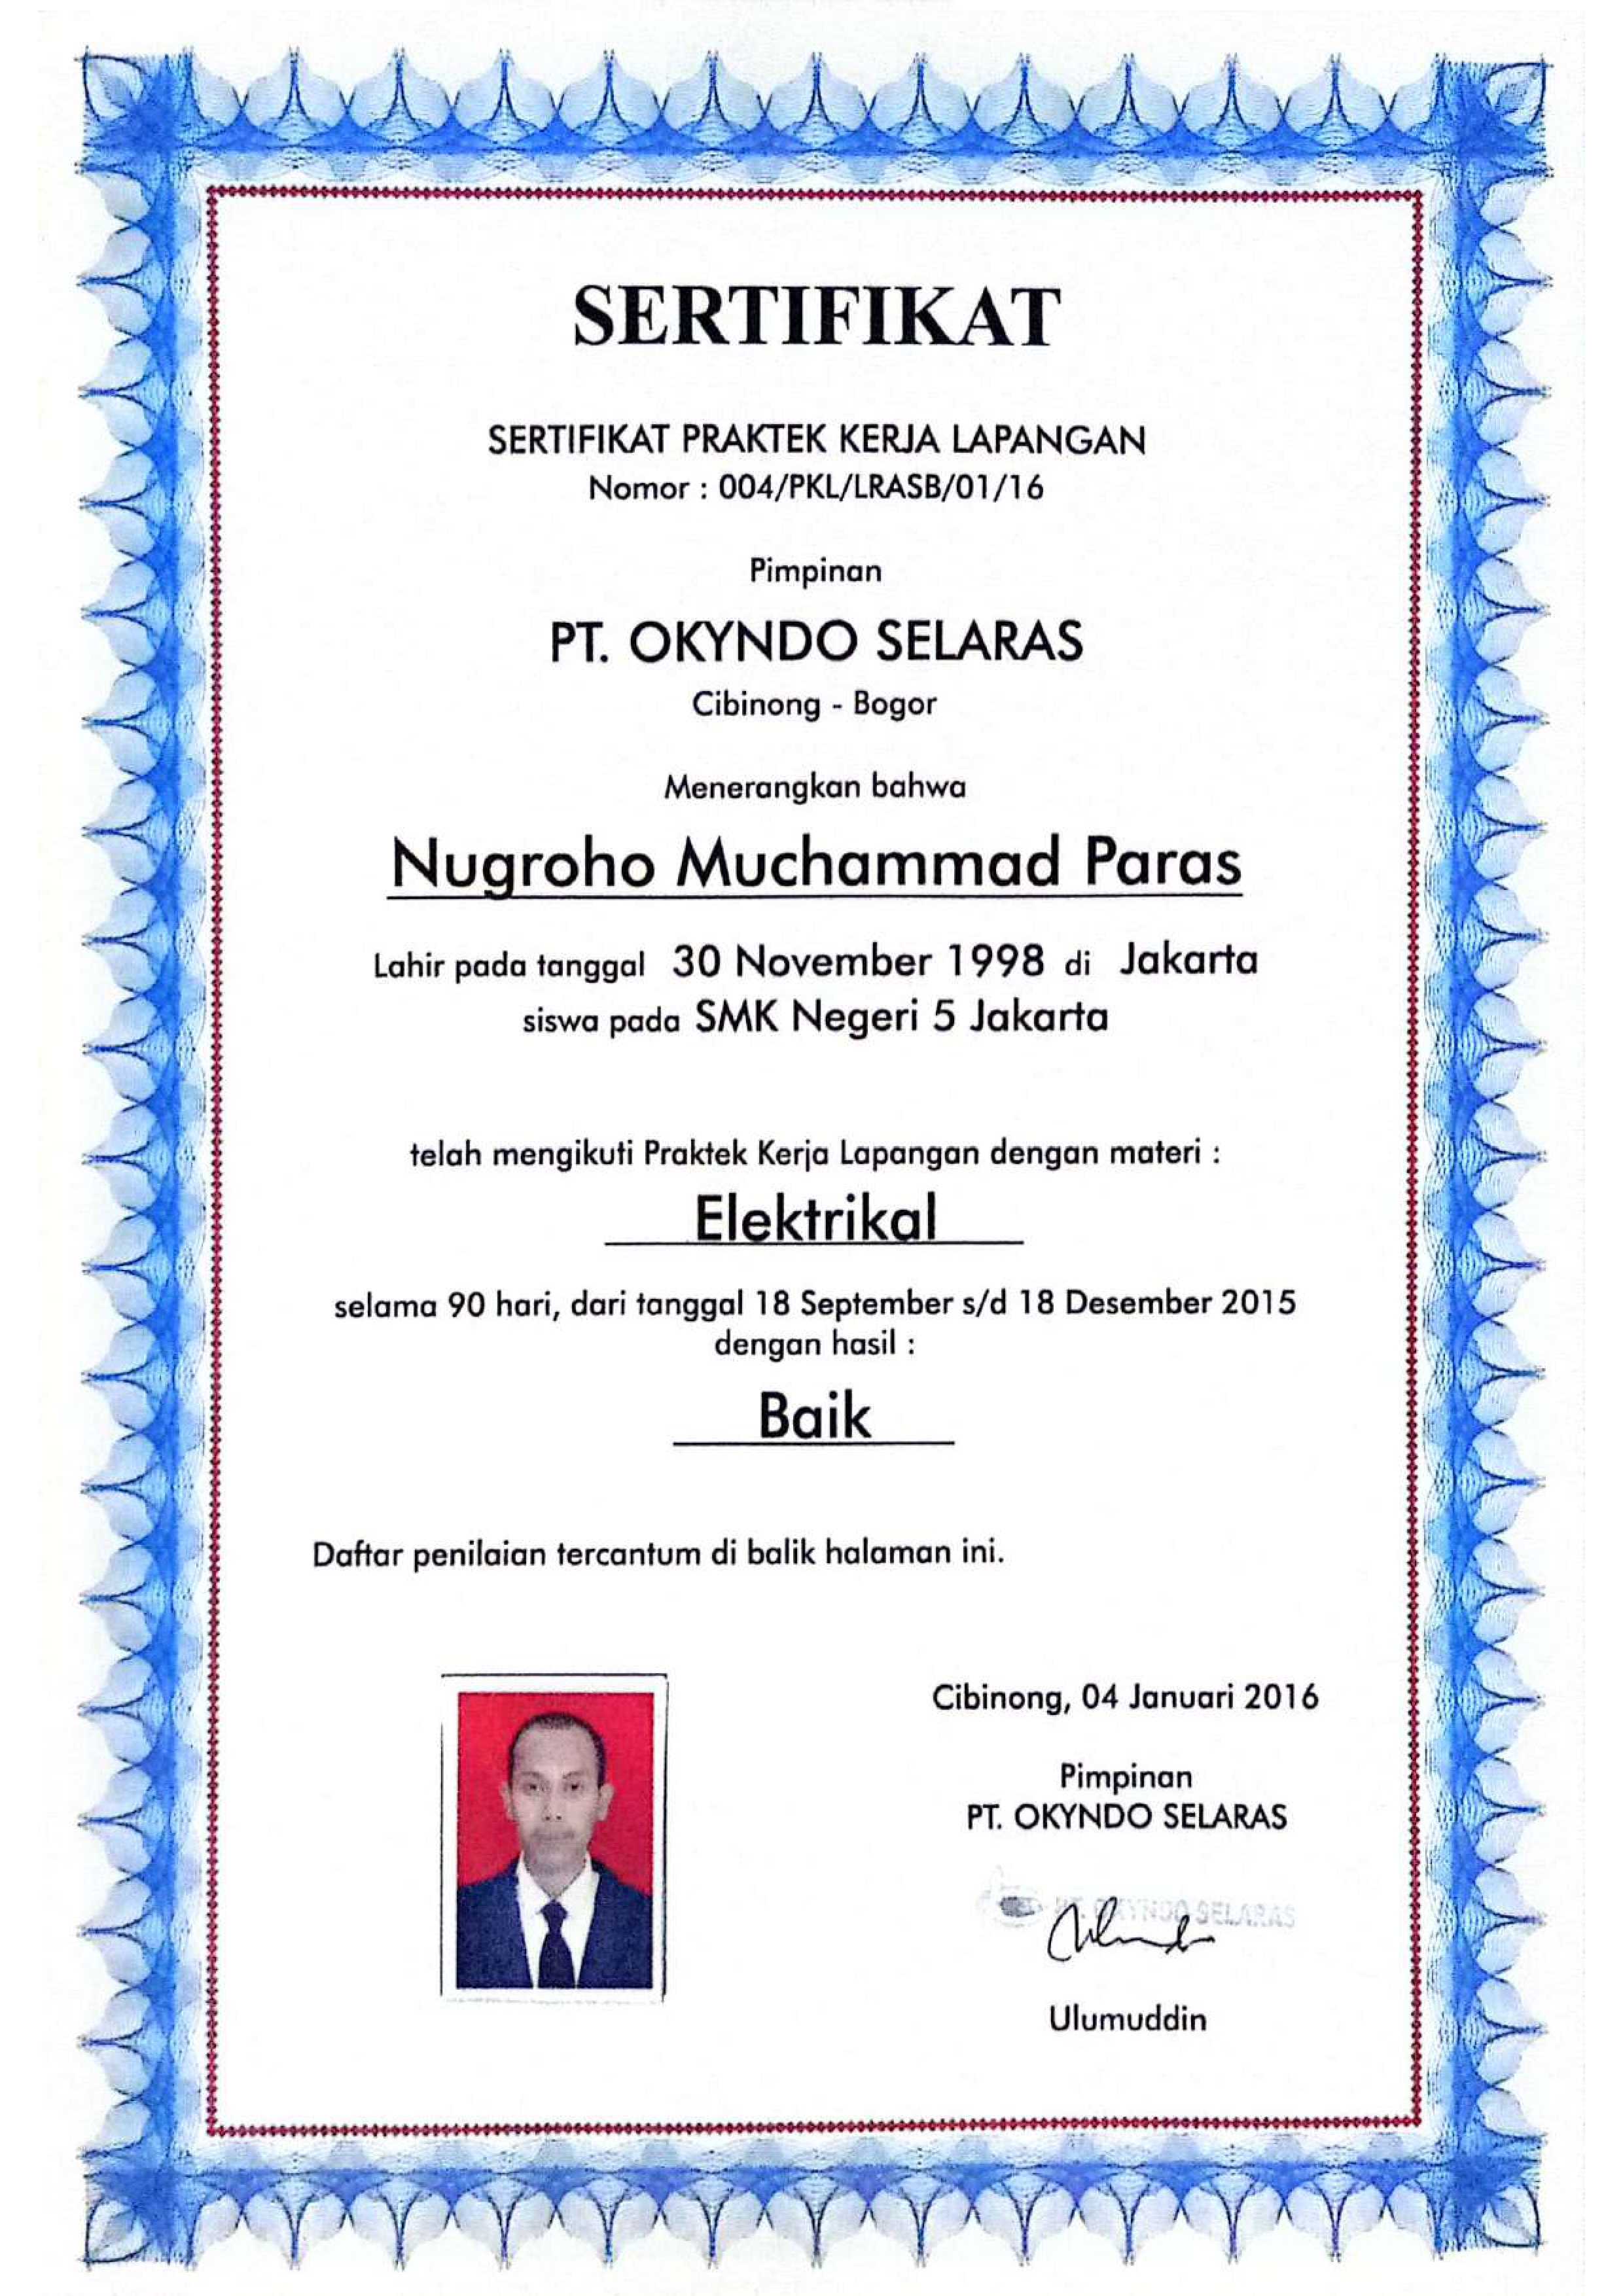 SERTIFIKAT
SERTIFIKAT PRAKTEK KERJA LAPANGAN
Nomor : 004/PKL/LRASB/01/16
Pimpinan
PT. OKYNDO SELARAS
Cibinong - Bogor
Menerangkan bahwa
Nugroho Muchammad Paras
Lahir pada tanggal 30 November 1998 di Jakarta
siswa pada SMK Negeri 5 Jakarta
telah mengikuti Praktek Kerja Lapangan dengan materi :
Elektrikal
selama 90 hari, dari tanggal 18 September s/d 18 Desember 2015
dengan hasil :
Baik
Daftar penilaian tercantum di balik halaman ini.
Cibinong, 04 Januari 2016
Pimpinan
PT. OKYNDO SELARAS
PT. OKYNDO SELARAS
Ulumuddin